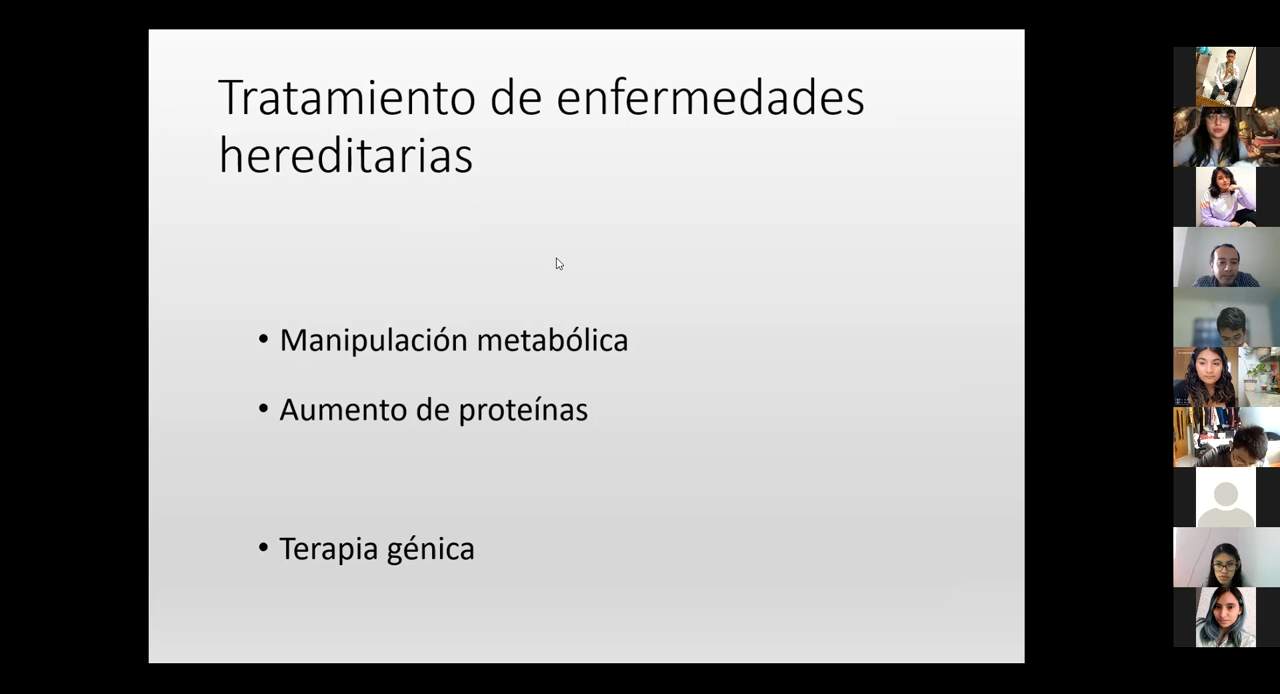 Tratamiento de enfermedades
hereditarias
• Manipulación metabólica
• Aumento de proteínas
• Terapia génica